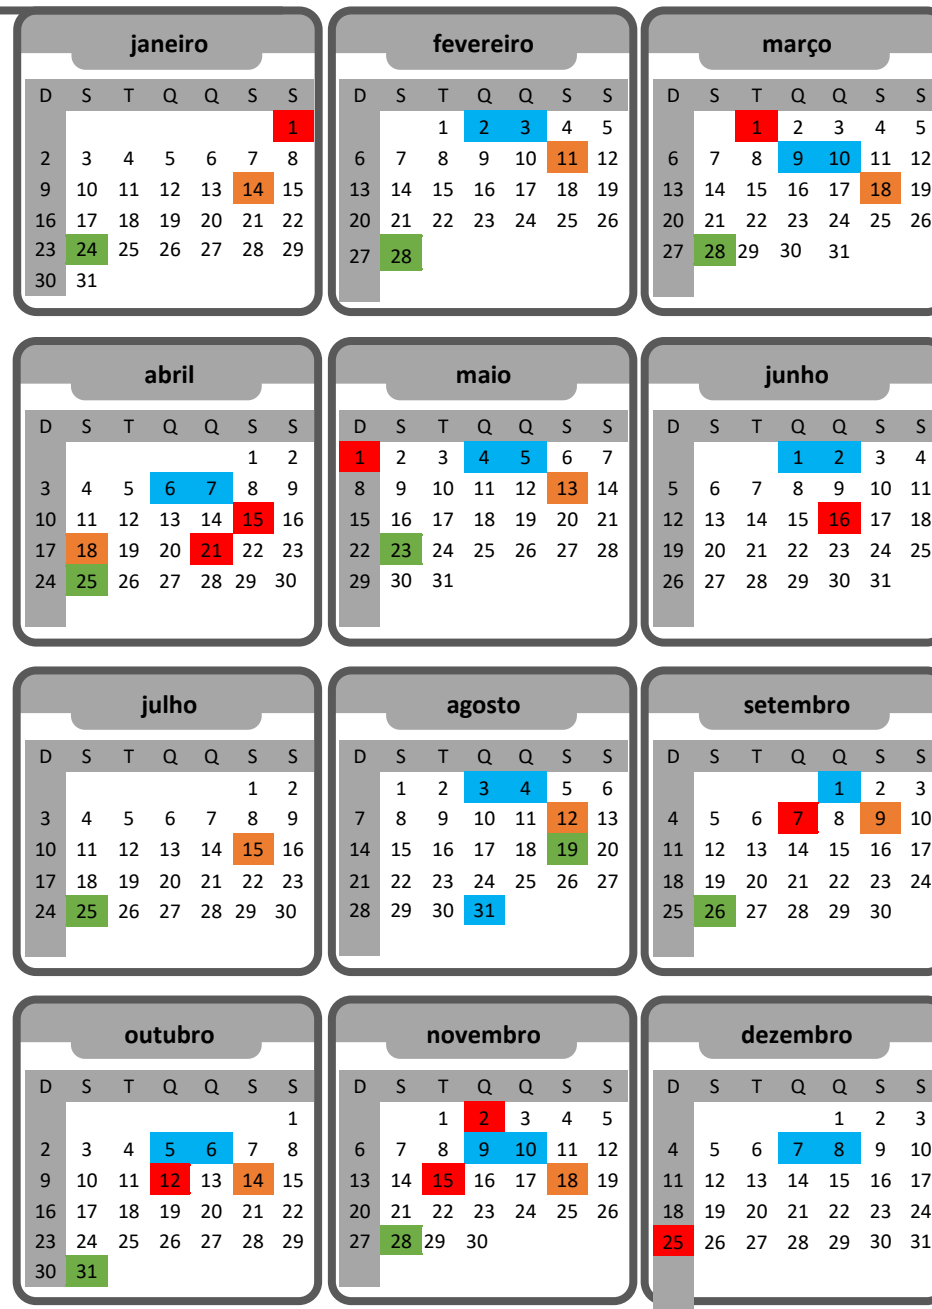 janeiro
D S T Q Q S S
1
2 3 4 5 6 7 8
9 10 11 12 13 14 15
16 17 18 19 20 21 22
23 24 25 26 27 28 29
30 31
fevereiro
D S T Q Q S S
1 2 3 4 5
6 7 8 9 10 11 12
13 14 15 16 17 18 19
20 21 22 23 24 25 26
27 28
março
D S T Q Q S S
1 2 3 4 5
6 7 8 9 10 11 12
13 14 15 16 17 18 19
20 21 22 23 24 25 26
27 28 29 30 31
abril
D S T Q Q S S
1 2
3 4 5 6 7 8 9
10 11 12 13 14 15 16
17 18 19 20 21 22 23
24 25 26 27 28 29 30
maio
D S T Q Q S S
1 2 3 4 5 6 7
8 9 10 11 12 13 14
15 16 17 18 19 20 21
22 23 24 25 26 27 28
29 30 31
junho
D S T Q Q S S
1 2 3 4
5 6 7 8 9 10 11
12 13 14 15 16 17 18
19 20 21 22 23 24 25
26 27 28 29 30 31
julho
D S T Q Q S S
1 2
3 4 5 6 7 8 9
10 11 12 13 14 15 16
17 18 19 20 21 22 23
24 25 26 27 28 29 30
agosto
D S T Q Q S S
1 2 3 4 5 6
7 8 9 10 11 12 13
14 15 16 17 18 19 20
21 22 23 24 25 26 27
28 29 30 31
setembro
D S T Q Q S S
1 2 3
4 5 6 7 8 9 10
11 12 13 14 15 16 17
18 19 20 21 22 23 24
25 26 27 28 29 30
outubro
D S T Q Q S S
1
2 3 4 5 6 7 8
9 10 11 12 13 14 15
16 17 18 19 20 21 22
23 24 25 26 27 28 29
30 31
novembro
D S T Q Q S S
1 2 3 4 5
6 7 8 9 10 11 12
13 14 15 16 17 18 19
20 21 22 23 24 25 26
27 28 29 30
dezembro
D S T Q Q S S
1 2 3
4 5 6 7 8 9 10
11 12 13 14 15 16 17
18 19 20 21 22 23 24
25 26 27 28 29 30 31